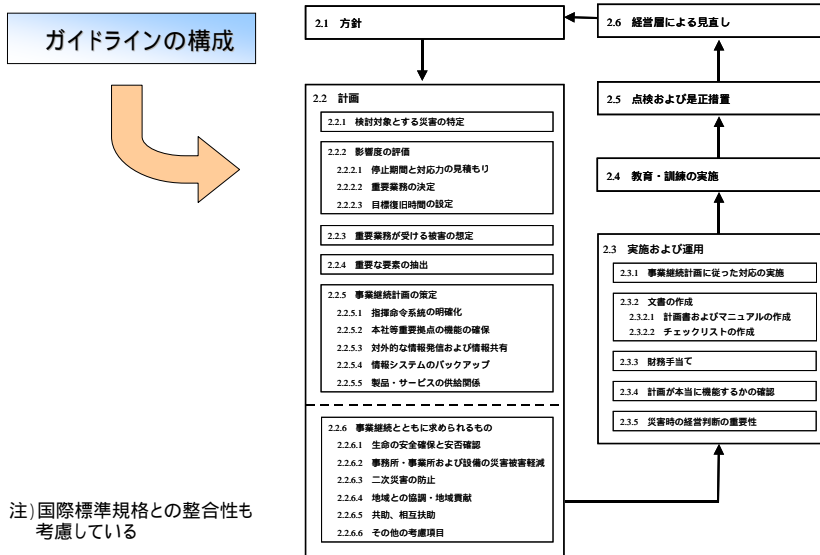 ガイドラインの構成
2.1 方針
2.2 計画
2.2.1 検討対象とする災害の特定
2.2.2 影響度の評価
2.2.2.1 停止期間と対応力の見積もり
2.2.2.2 重要業務の決定
2.2.2.3 目標復旧時間の設定
2.2.3 重要業務が受ける被害の想定
2.2.4 重要な要素の抽出
2.2.5 事業継続計画の策定
2.2.5.1 指揮命令系統の明確化
2.2.5.2 本社等重要拠点の機能の確保
2.2.5.3 対外的な情報発信および情報共有
2.2.5.4 情報システムのバックアップ
2.2.5.5 製品・サービスの供給関係
2.2.6 事業継続とともに求められるもの
2.2.6.1 生命の安全確保と安否確認
2.2.6.2 事務所・事業所および設備の災害被害軽減
2.2.6.3 二次災害の防止
2.2.6.4 地域との協調・地域貢献
2.2.6.5 共助、相互扶助
2.2.6.6 その他の考慮項目
2.6 経営層による見直し
2.5 点検および是正措置
2.4 教育・訓練の実施
2.3 実施および運用
2.3.1 事業継続計画に従った対応の実施
2.3.2 文書の作成
2.3.2.1 計画書およびマニュアルの作成
2.3.2.2 チェックリストの作成
2.3.3 財務手当て
2.3.4 計画が本当に機能するかの確認
2.3.5 災害時の経営判断の重要性
注)国際標準規格との整合性も
考慮している